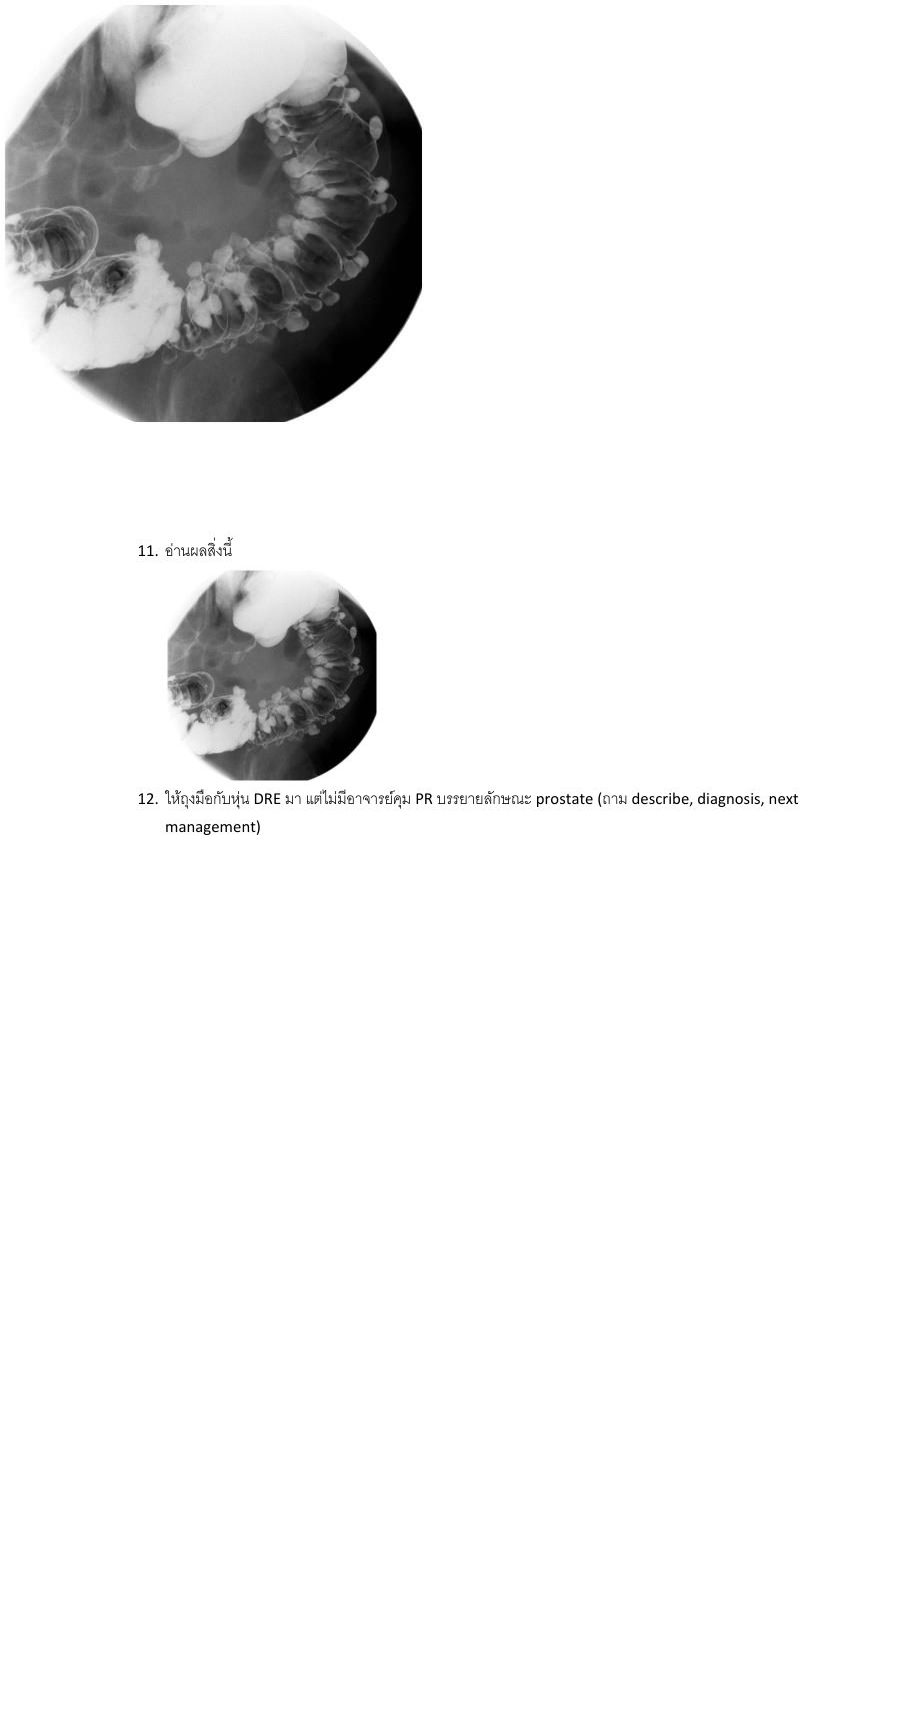 11. อ่านผลสิ่งนี้
12. ให้ถุงมือกับหุ่น DRE มา แต่ไม่มีอาจารย์คุม PR บรรยายลักษณะ prostate (ถาม describe, diagnosis, next
management)